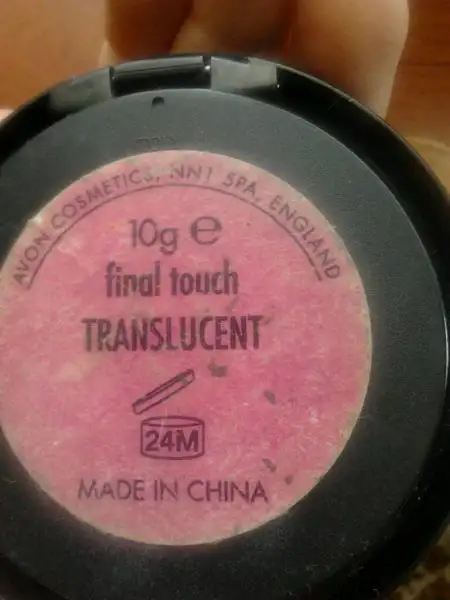 AVON COSMETICS, NN1 5PA, ENGLAND
10g e
final touch
TRANSLUCENT
24M
MADE IN CHINA